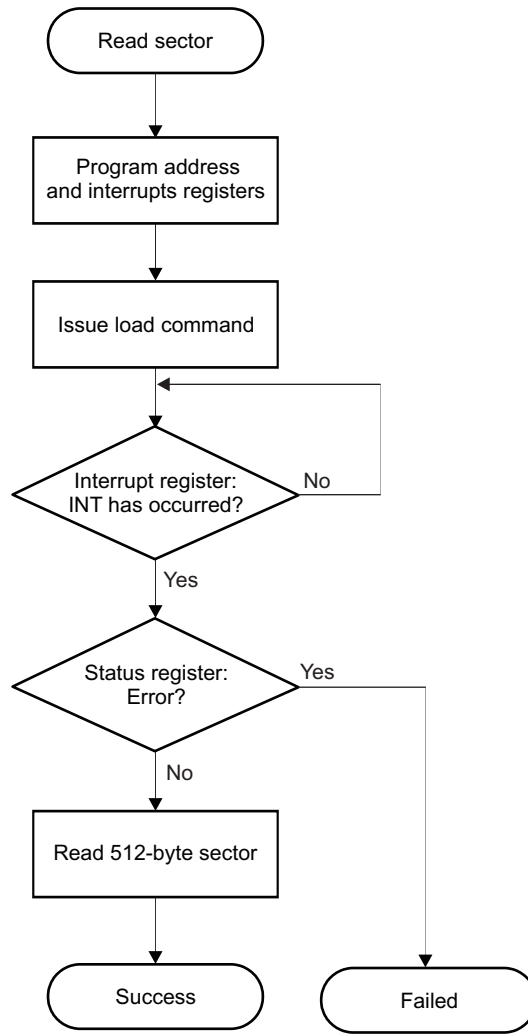 Read sector
Program address
and interrupts registers
Issue load command
Interrupt register:
INT has occurred?
No
Yes
Status register:
Error?
Yes
No
Read 512-byte sector
Success
Failed